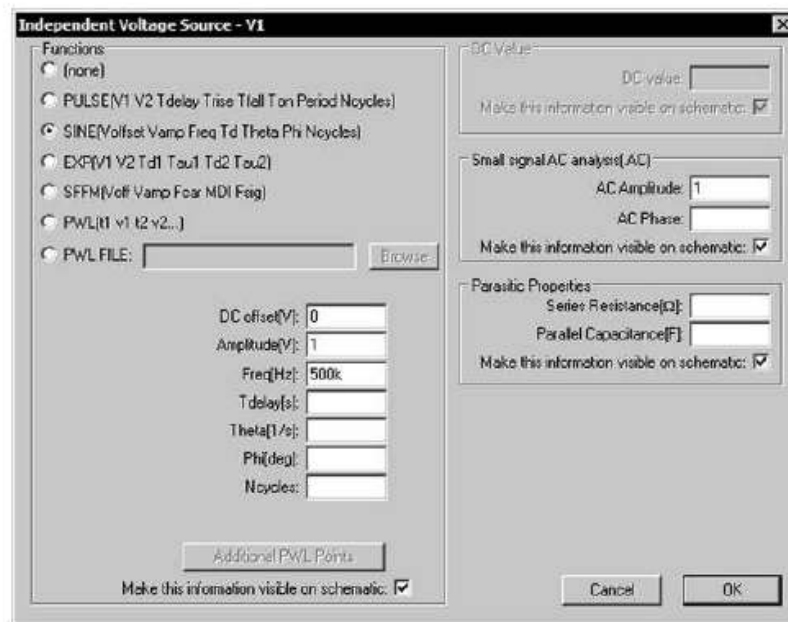 Independent Voltage Source - V1
Functions
(none)
PULSE(V1 V2 Tdelay Trise Tfall Ton Period Ncycles)
SINE(Voffset Vamp Freq Td Theta Phi Ncycles)
EXP(V1 V2 Td1 Tau1 Td2 Tau2)
SFFM(Voff Vamp Fcar MDI Fsig)
PWL(t1 v1 t2 v2...)
PWL FILE:
Browse
DC offset[V]: 0
Amplitude[V]: 1
Freq[Hz]: 500k
Tdelay[s]:
Theta[1/s]:
Phi[deg]:
Ncycles:
Additional PWL Points
Make this information visible on schematic:
DC Value
DC value:
Make this information visible on schematic:
Small signal AC analysis(.AC)
AC Amplitude: 1
AC Phase:
Make this information visible on schematic:
Parasitic Properties
Series Resistance[Ω]:
Parallel Capacitance[F]:
Make this information visible on schematic:
Cancel
OK